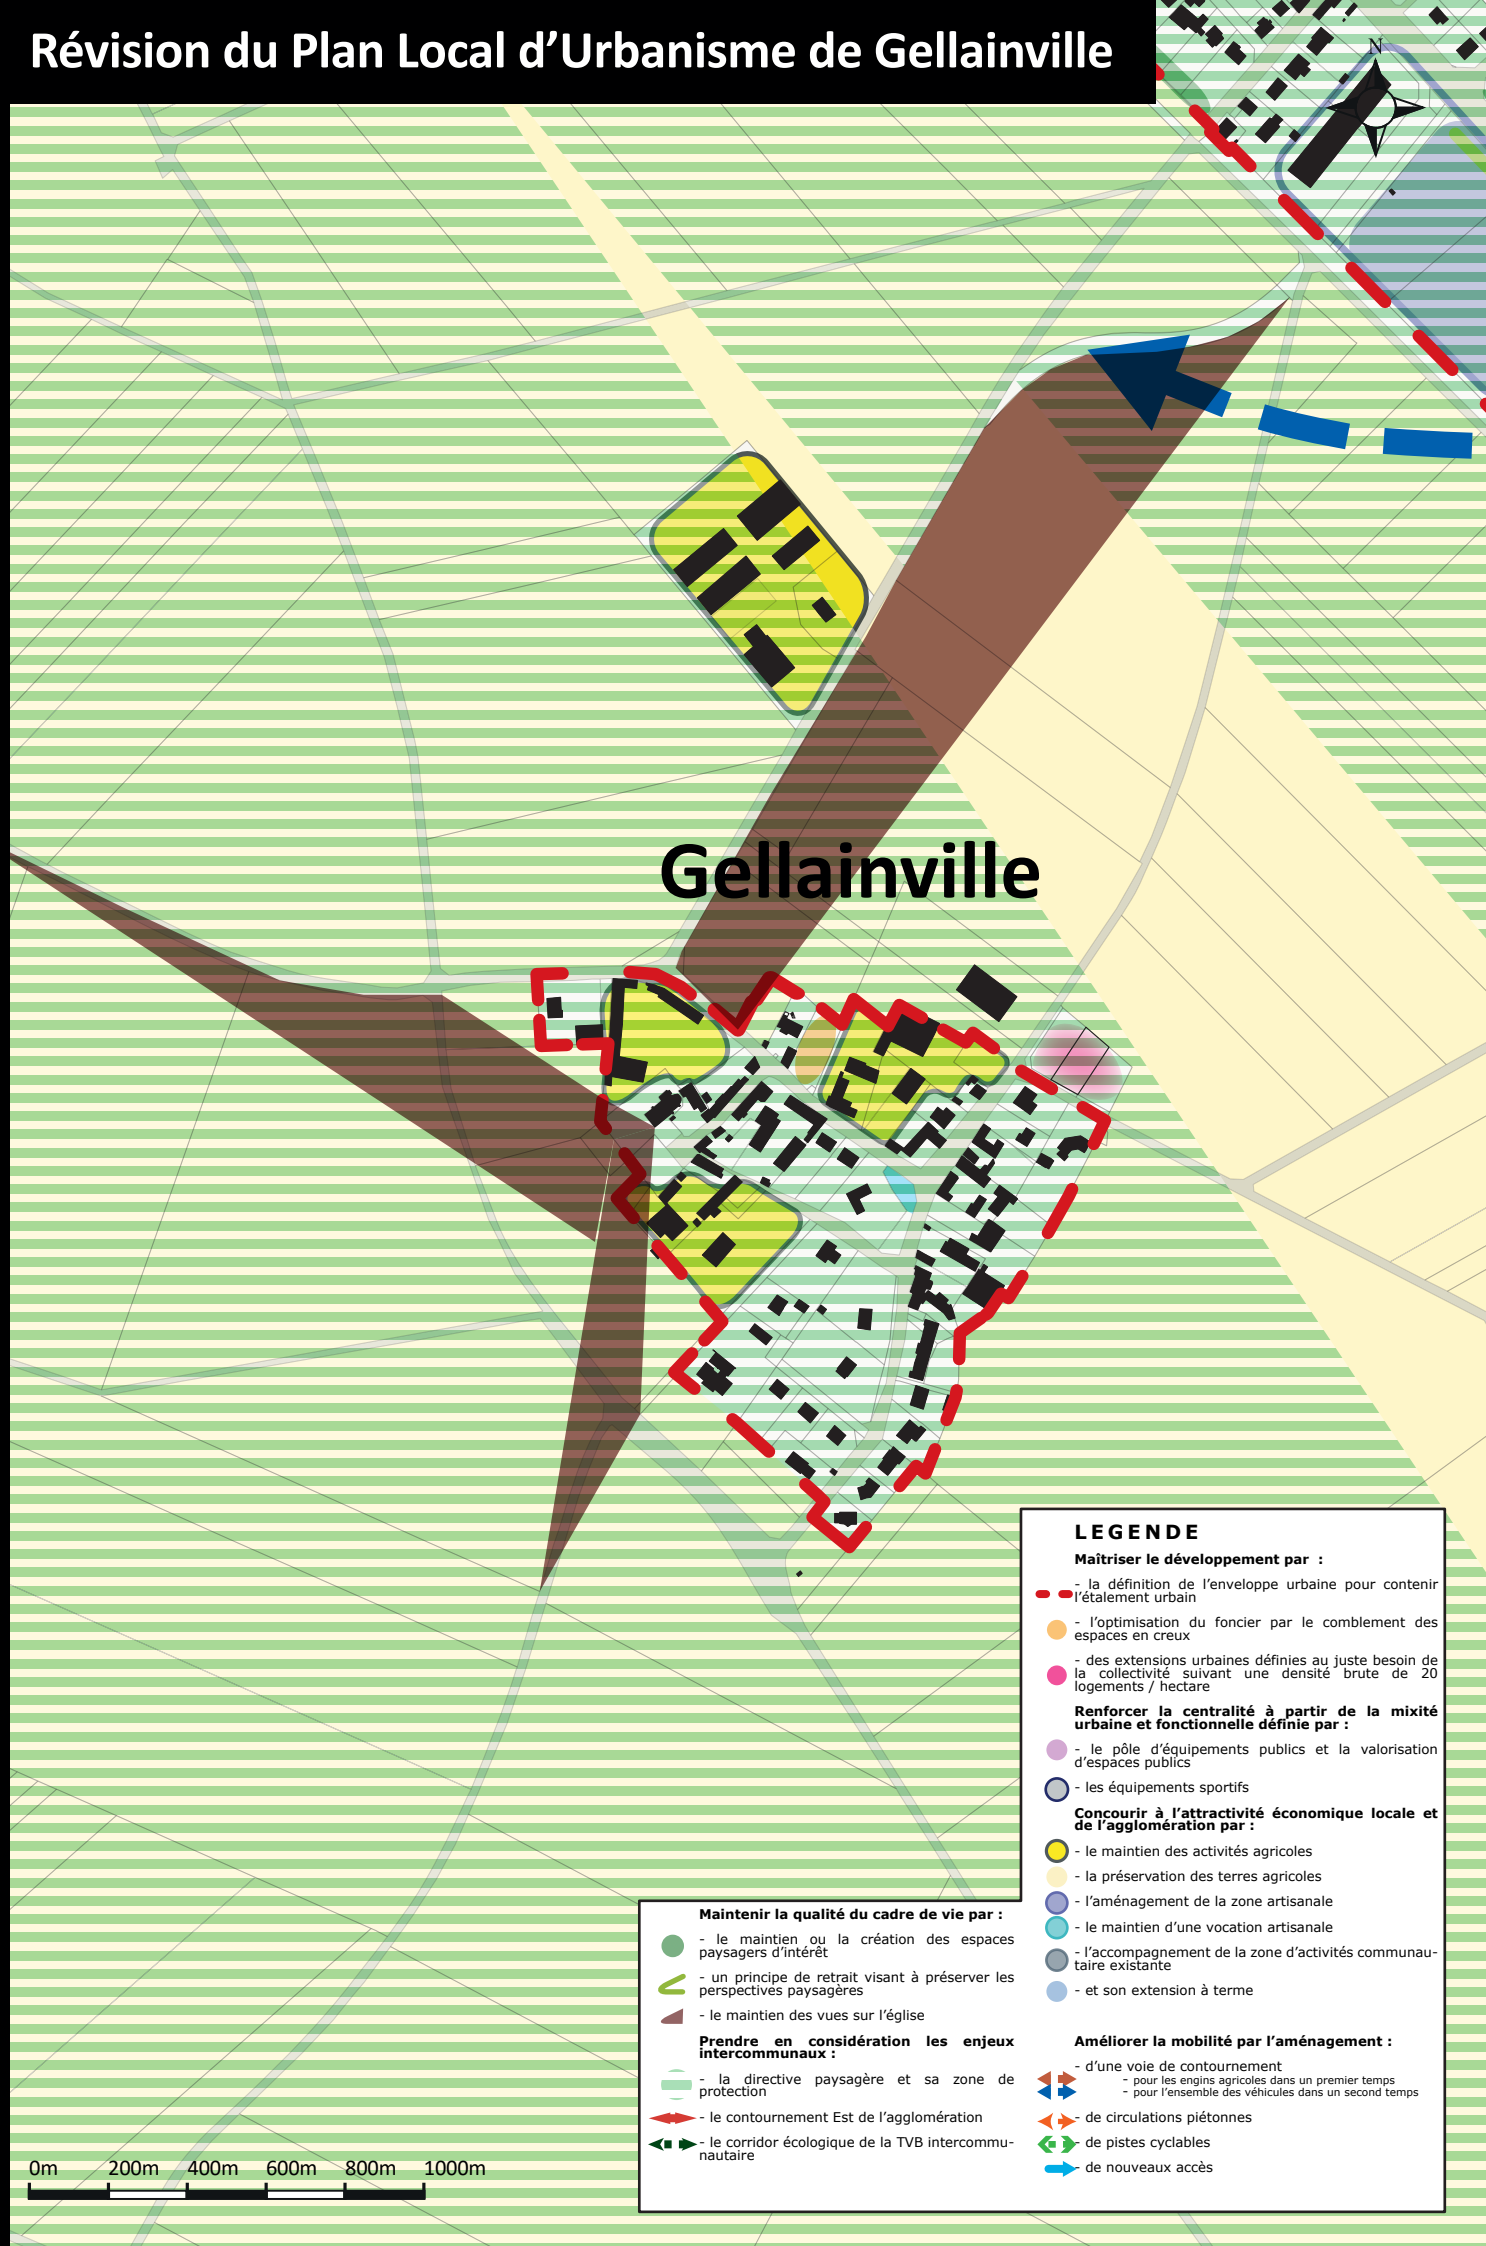 Révision du Plan Local d’Urbanisme de Gellainville
N
Gellainville
LEGENDE
Maîtriser le développement par :
- la définition de l’enveloppe urbaine pour contenir
l’étalement urbain
- l’optimisation du foncier par le comblement des
espaces en creux
- des extensions urbaines définies au juste besoin de
la collectivité suivant une densité brute de 20
logements / hectare
Renforcer la centralité à partir de la mixité
urbaine et fonctionnelle définie par :
- le pôle d’équipements publics et la valorisation
d’espaces publics
- les équipements sportifs
Concourir à l’attractivité économique locale et
de l’agglomération par :
- le maintien des activités agricoles
- la préservation des terres agricoles
- l’aménagement de la zone artisanale
- le maintien d’une vocation artisanale
- l’accompagnement de la zone d’activités communau-
taire existante
- et son extension à terme
Améliorer la mobilité par l’aménagement :
- d’une voie de contournement
- pour les engins agricoles dans un premier temps
- pour l’ensemble des véhicules dans un second temps
- de circulations piétonnes
- de pistes cyclables
- de nouveaux accès
Maintenir la qualité du cadre de vie par :
- le maintien ou la création des espaces
paysagers d’intérêt
- un principe de retrait visant à préserver les
perspectives paysagères
- le maintien des vues sur l’église
Prendre en considération les enjeux
intercommunaux :
- la directive paysagère et sa zone de
protection
- le contournement Est de l’agglomération
- le corridor écologique de la TVB intercommu-
nautaire
0m 200m 400m 600m 800m 1000m